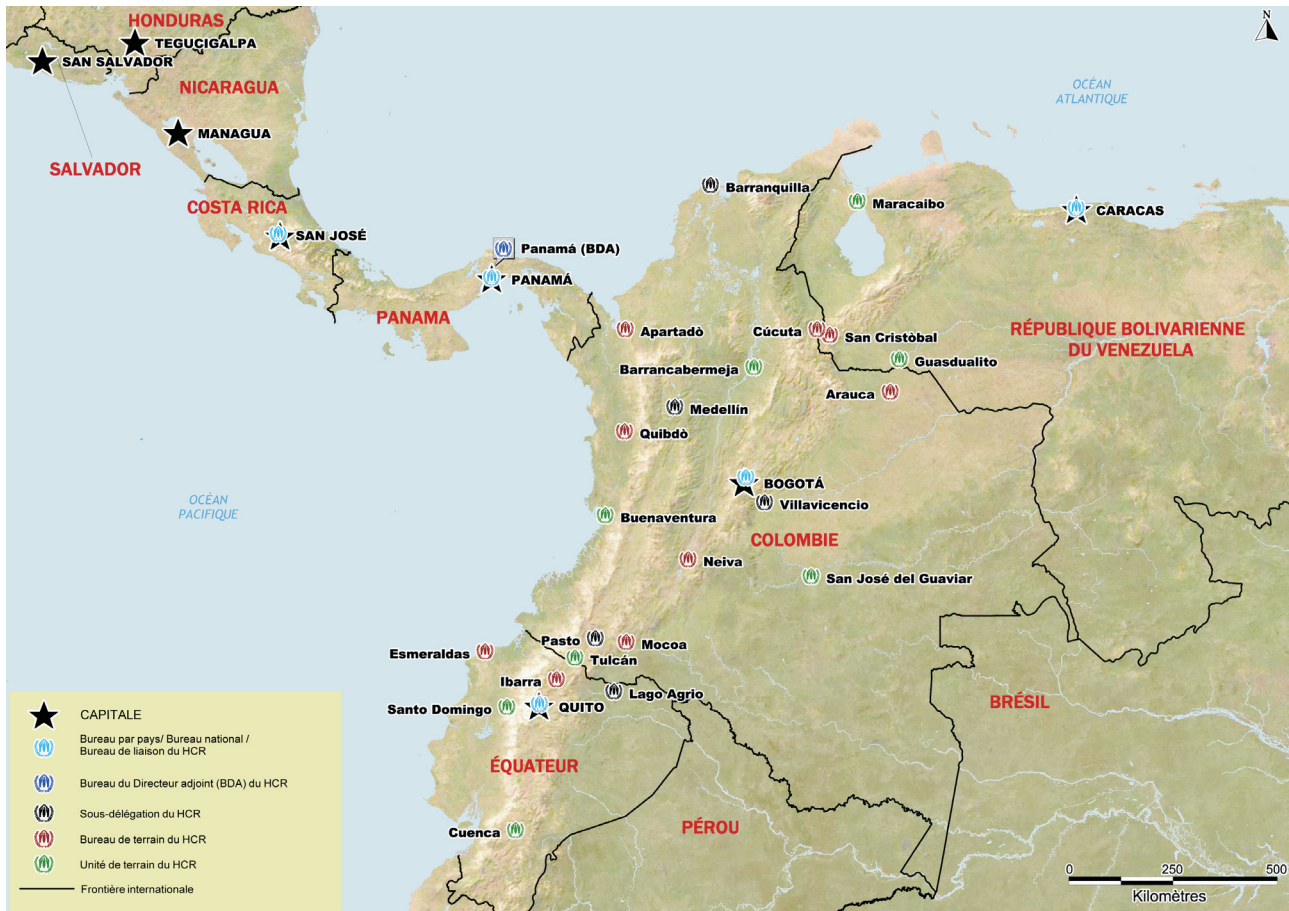 HONDURAS
N
TEGUCIGALPA
SAN SALVADOR
NICARAGUA
OCÉAN
ATLANTIQUE
MANAGUA
SALVADOR
Barranquilla
Maracaibo
COSTA RICA
CARACAS
SAN JOSÉ
Panamá (BDA)
PANAMÁ
PANAMA
Apartadò
Cúcuta
San Cristòbal
RÉPUBLIQUE BOLIVARIENNE
DU VENEZUELA
Barrancabermeja
Guasdualito
Arauca
Medellín
Quibdò
BOGOTÁ
OCÉAN
PACIFIQUE
Villavicencio
Buenaventura
COLOMBIE
Neiva
San José del Guaviar
Pasto
Mocoa
Esmeraldas
Tulcán
Ibarra
Lago Agrio
Santo Domingo
QUITO
BRÉSIL
ÉQUATEUR
PÉROU
Cuenca
CAPITALE
Bureau par pays/ Bureau national /
Bureau de liaison du HCR
Bureau du Directeur adjoint (BDA) du HCR
Sous-délégation du HCR
Bureau de terrain du HCR
Unité de terrain du HCR
Frontière internationale
0 250 500
Kilomètres